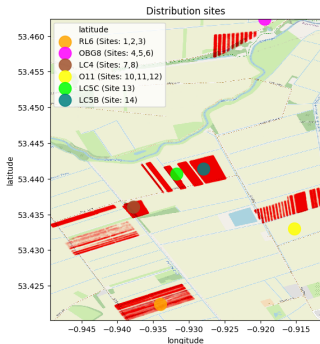 Distribution sites
latitude
RL6 (Sites: 1,2,3)
OBG8 (Sites: 4,5,6)
LC4 (Sites: 7,8)
O11 (Sites: 10,11,12)
LC5C (Site 13)
LC5B (Site: 14)
53.460
53.455
53.450
53.445
53.440
53.435
53.430
53.425
latitude
−0.945 −0.940 −0.935 −0.930 −0.925 −0.920 −0.915
longitude